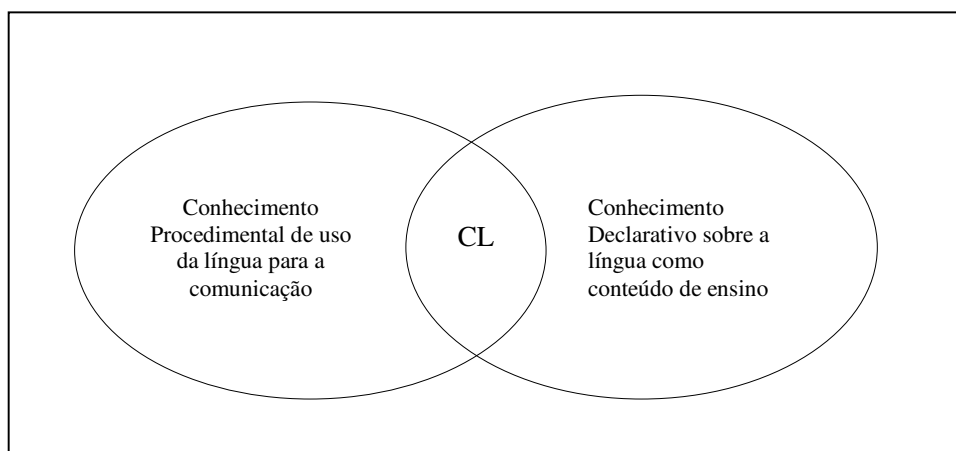 Conhecimento
Procedimental de uso
da língua para a
comunicação
CL
Conhecimento
Declarativo sobre a
língua como
conteúdo de ensino